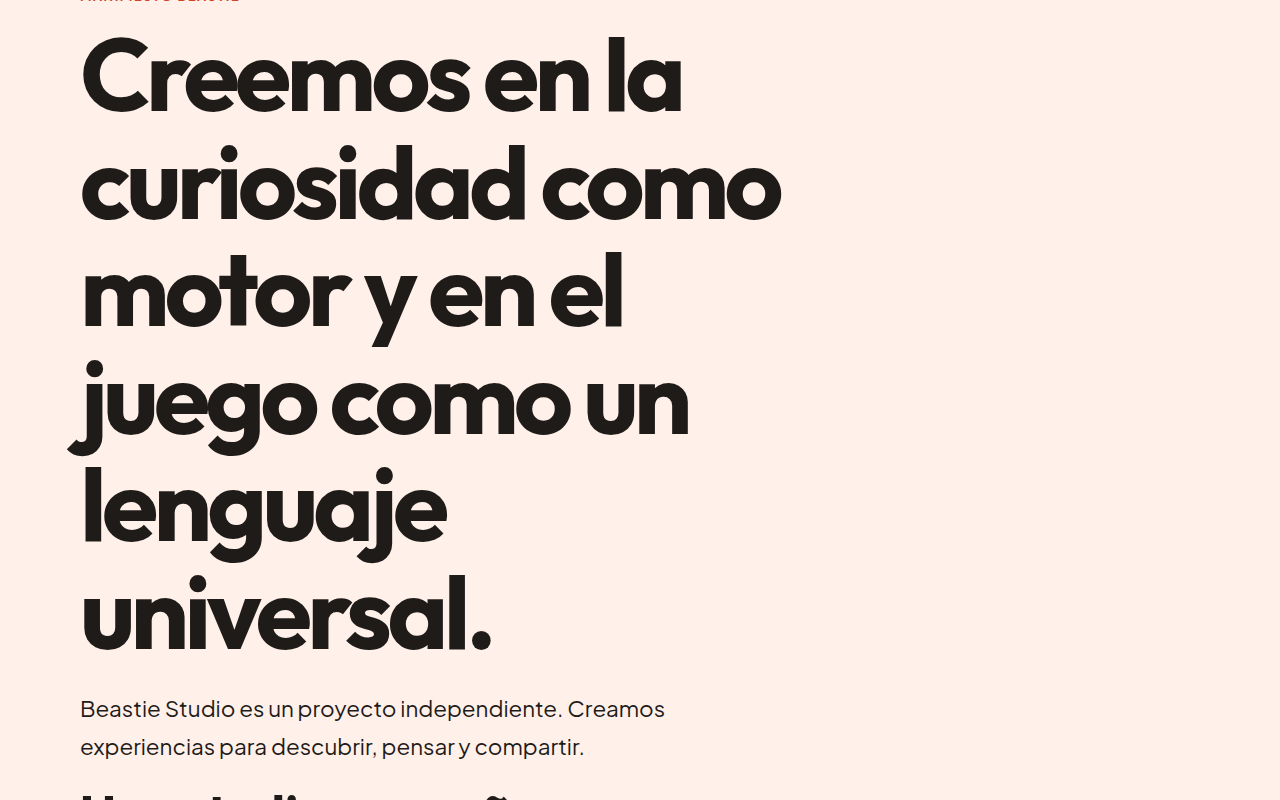 Creemos en la
curiosidad como
motor y en el
juego como un
lenguaje
universal.
Beastie Studio es un proyecto independiente. Creamos
experiencias para descubrir, pensar y compartir.